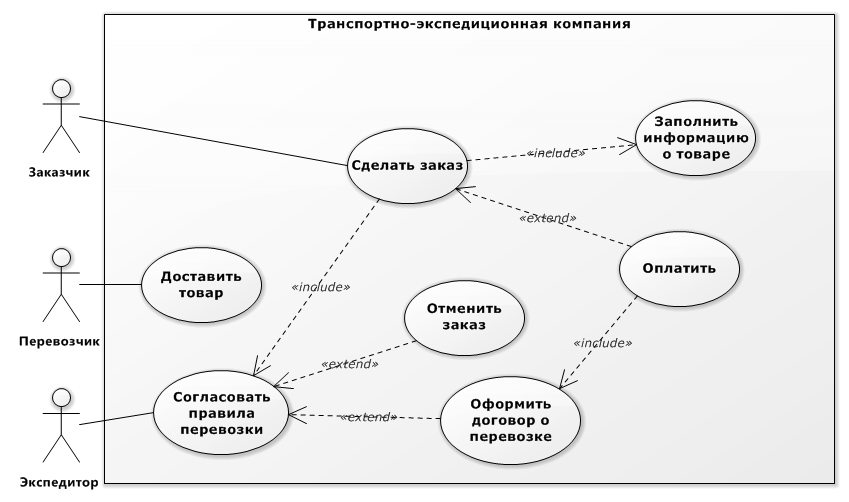 Транспортно-экспедиционная компания
Заказчик
Сделать заказ
«include»
Заполнить
информацию
о товаре
«extend»
Оплатить
Перевозчик
Доставить
товар
«include»
Отменить
заказ
«include»
«extend»
Экспедитор
Согласовать
правила
перевозки
«extend»
Оформить
договор о
перевозке